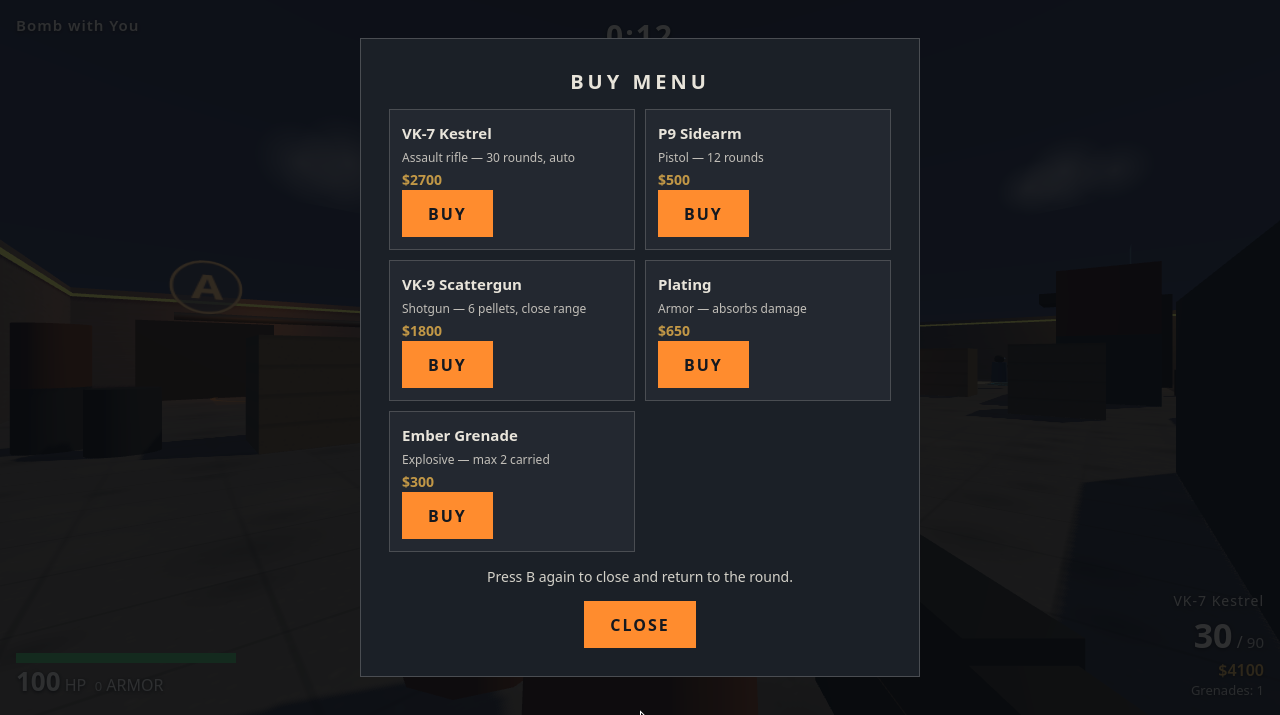 Bomb with You
0:12
BUY MENU
VK-7 Kestrel
Assault rifle — 30 rounds, auto
$2700
BUY
P9 Sidearm
Pistol — 12 rounds
$500
BUY
VK-9 Scattergun
Shotgun — 6 pellets, close range
$1800
BUY
Plating
Armor — absorbs damage
$650
BUY
Ember Grenade
Explosive — max 2 carried
$300
BUY
Press B again to close and return to the round.
CLOSE
A
100 HP 0 ARMOR
VK-7 Kestrel
30 / 90
$4100
Grenades: 1